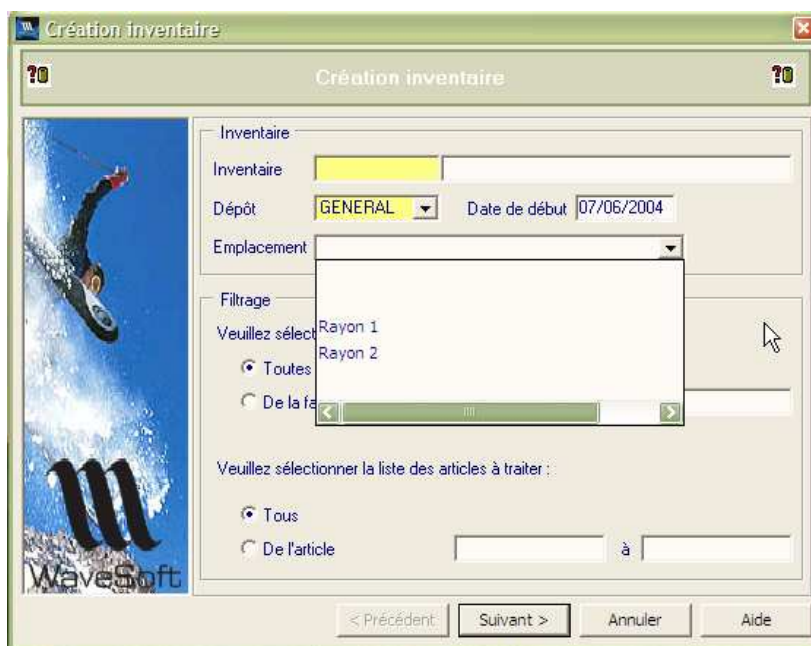 Création inventaire
Création inventaire
Inventaire
Inventaire
Dépôt GENERAL Date de début 07/06/2004
Emplacement
Filtrage
Rayon 1
Veuillez sélect
Rayon 2
Toutes
De la fa
Veuillez sélectionner la liste des articles à traiter :
Tous
De l'article à
WaveSoft
< Précédent Suivant > Annuler Aide